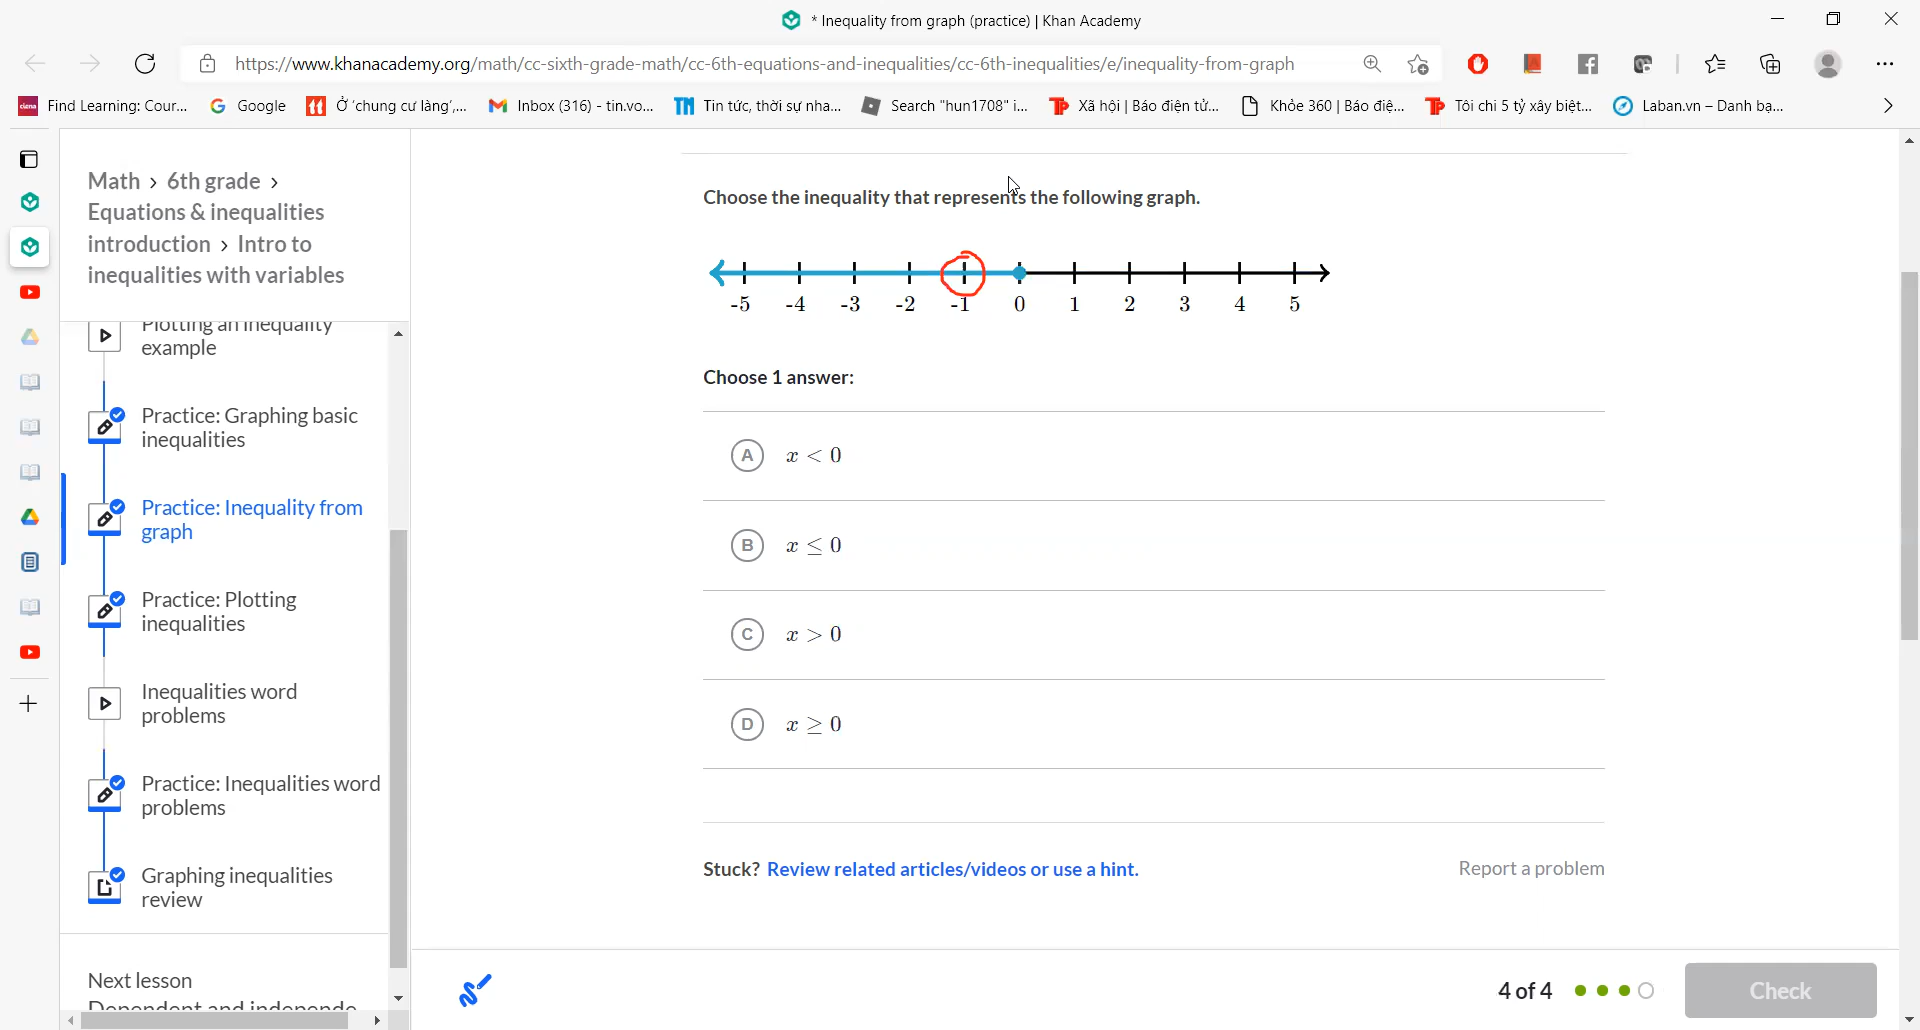 * Inequality from graph (practice) | Khan Academy
https://www.khanacademy.org/math/cc-sixth-grade-math/cc-6th-equations-and-inequalities/cc-6th-inequalities/e/inequality-from-graph
Find Learning: Cour...
Google
Ở 'chung cư làng',...
Inbox (316) - tin.vo...
Tin tức, thời sự nha...
Search "hun1708" i...
Xã hội | Báo điện tử...
Khỏe 360 | Báo điệ...
Tôi chi 5 tỷ xây biệt...
Laban.vn – Danh bạ...
Math › 6th grade ›
Equations & inequalities
introduction › Intro to
inequalities with variables
Plotting an inequality
example
Practice: Graphing basic
inequalities
Practice: Inequality from
graph
Practice: Plotting
inequalities
Inequalities word
problems
Practice: Inequalities word
problems
Graphing inequalities
review
Next lesson
Dependent and independe
Choose the inequality that represents the following graph.
-5 -4 -3 -2 -1 0 1 2 3 4 5
Choose 1 answer:
A x < 0
B x ≤ 0
C x > 0
D x ≥ 0
Stuck? Review related articles/videos or use a hint.
Report a problem
4 of 4
Check